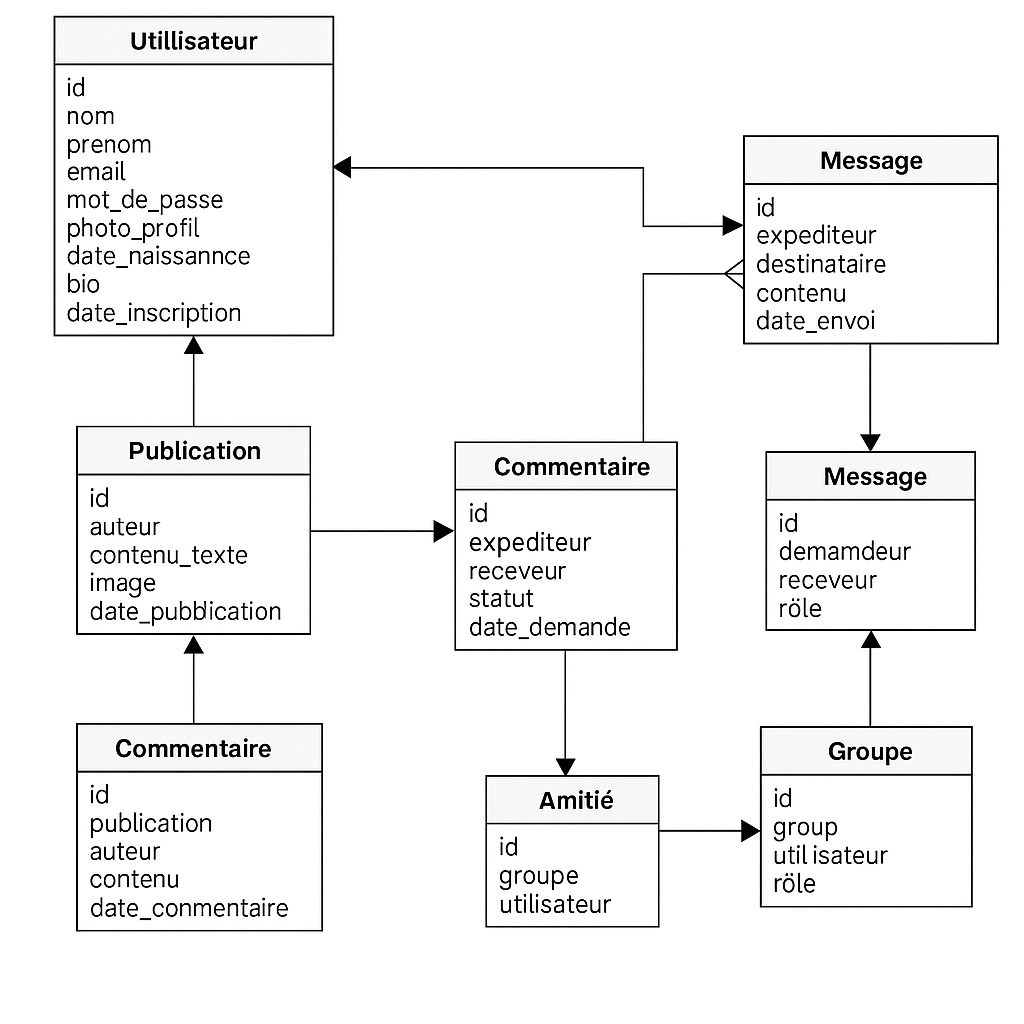 Utillisateur
id
nom
prenom
email
mot_de_passe
photo_profil
date_naissannce
bio
date_inscription
Message
id
expediteur
destinataire
contenu
date_envoi
Publication
id
auteur
contenu_texte
image
date_pubblication
Commentaire
id
expediteur
receveur
statut
date_demande
Message
id
demamdeur
receveur
röle
Commentaire
id
publication
auteur
contenu
date_conmentaire
Amitié
id
groupe
utilisateur
Groupe
id
group
util isateur
röle